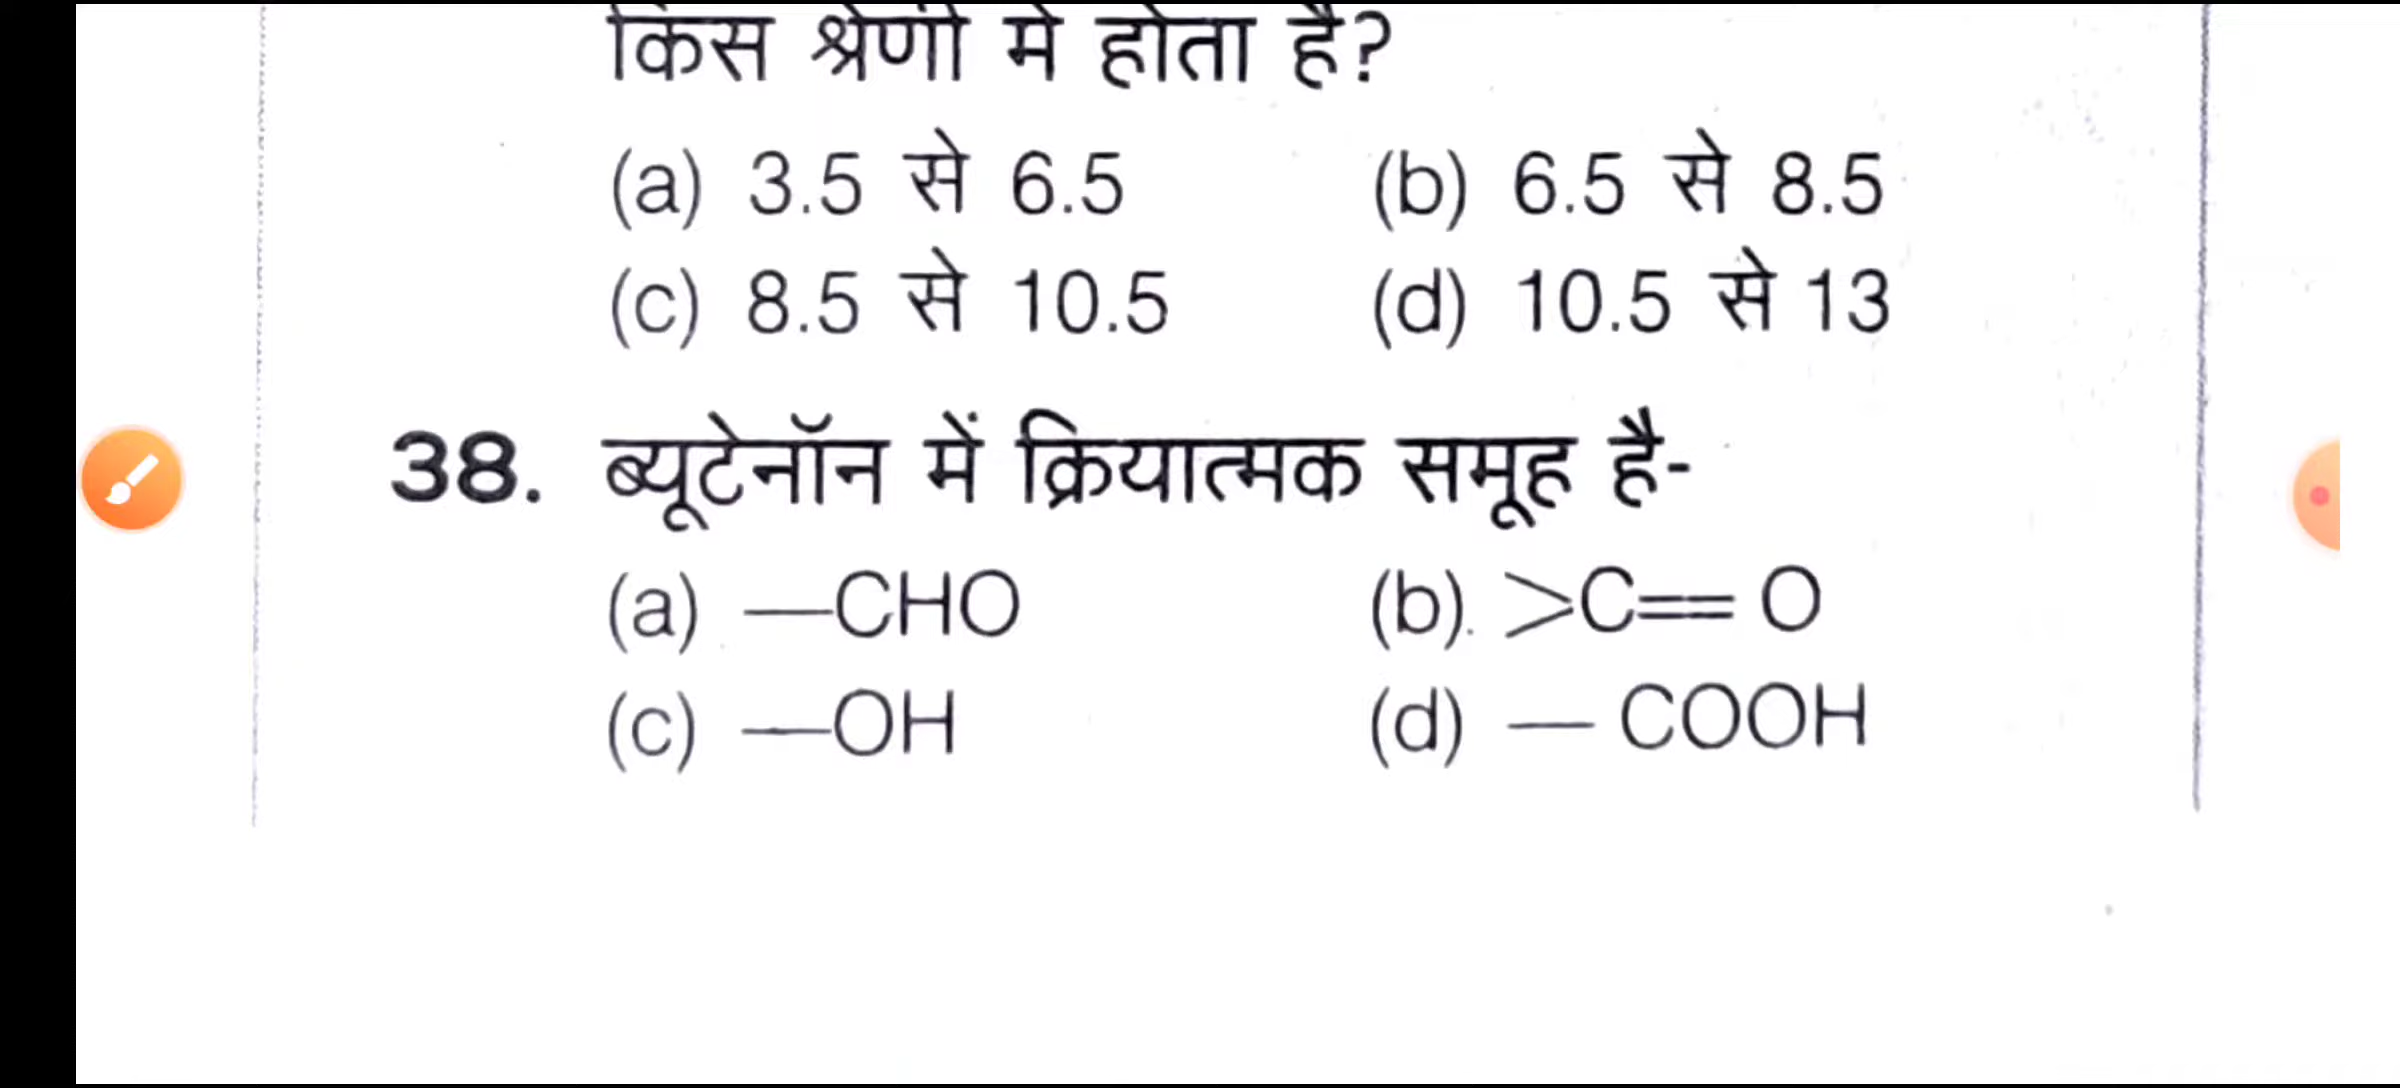 किस श्रेणी में होता है?
(a) 3.5 से 6.5 (b) 6.5 से 8.5
(c) 8.5 से 10.5 (d) 10.5 से 13
38. ब्यूटेनॉन में क्रियात्मक समूह है-
(a) —CHO (b). >C== O
(c) —OH (d) — COOH